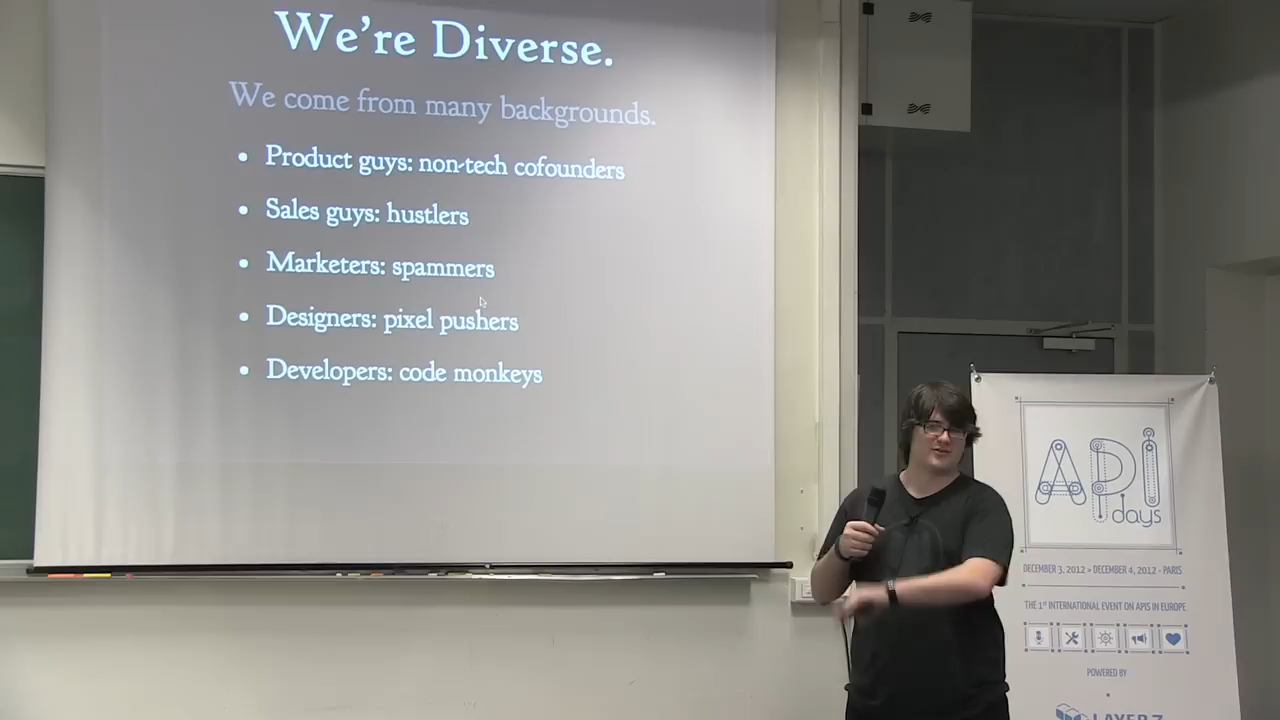 We're Diverse.
We come from many backgrounds.
• Product guys: non-tech cofounders
• Sales guys: hustlers
• Marketers: spammers
• Designers: pixel pushers
• Developers: code monkeys
API
days
DECEMBER 3, 2012 > DECEMBER 4, 2012 - PARIS
THE 1st INTERNATIONAL EVENT ON APIS IN EUROPE
POWERED BY
LAYER 7